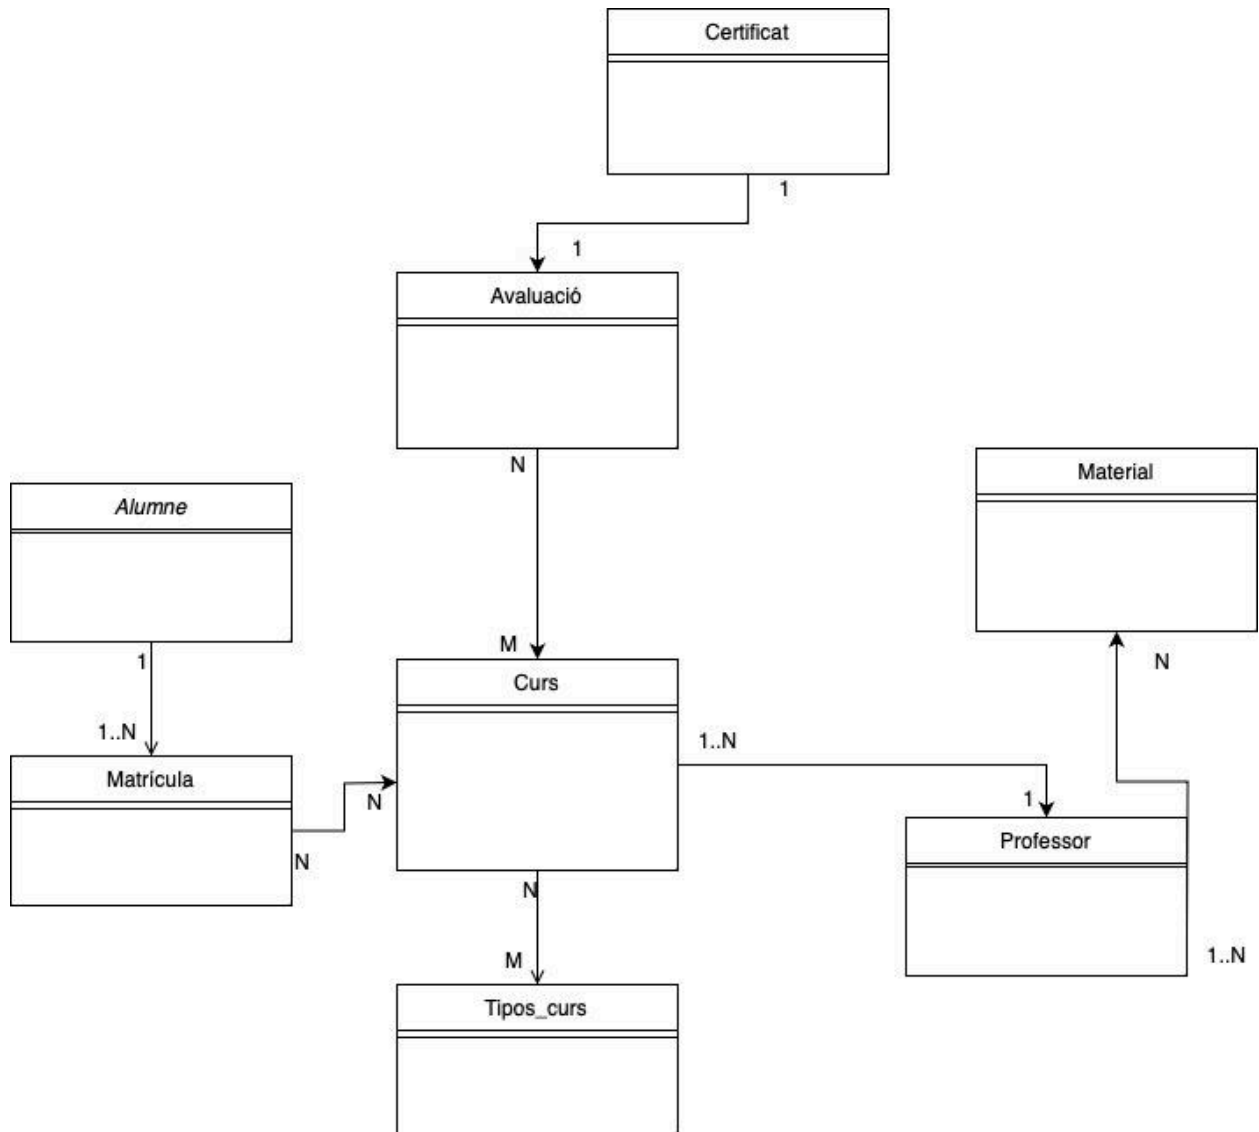 Certificat
1
1
Avaluació
N
Material
Alumne
M
N
1
Curs
1..N
1..N
Matrícula
N
1
Professor
N
N
M
1..N
Tipos_curs